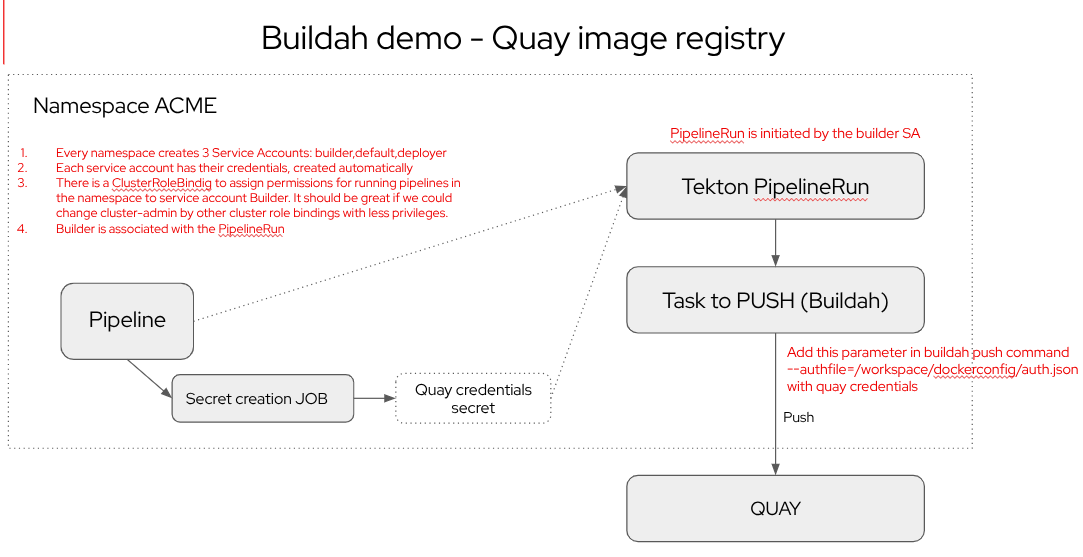 Buildah demo - Quay image registry
Namespace ACME
1. Every namespace creates 3 Service Accounts: builder,default,deployer
2. Each service account has their credentials, created automatically
3. There is a ClusterRoleBindig to assign permissions for running pipelines in
the namespace to service account Builder. It should be great if we could
change cluster-admin by other cluster role bindings with less privileges.
4. Builder is associated with the PipelineRun
PipelineRun is initiated by the builder SA
Tekton PipelineRun
Task to PUSH (Buildah)
Pipeline
Secret creation JOB
Quay credentials
secret
Add this parameter in buildah push command
--authfile=/workspace/dockerconfig/auth.json
with quay credentials
Push
QUAY